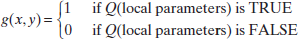 g(x, y) = {1 if Q(local parameters) is TRUE
0 if Q(local parameters) is FALSE